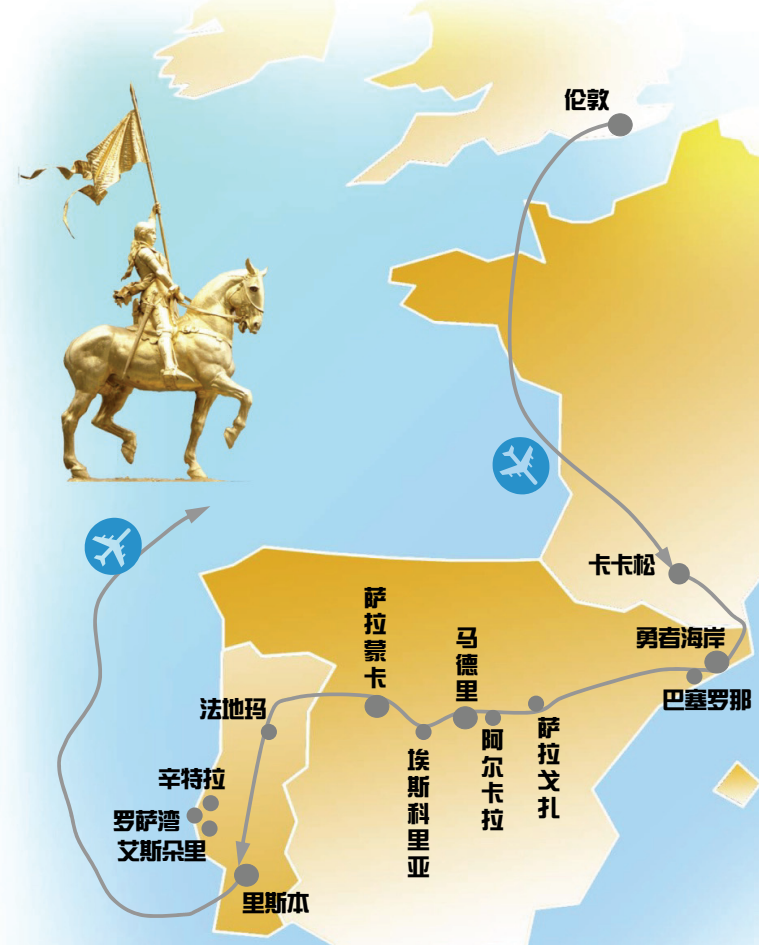 伦敦
卡卡松
勇者海岸
巴塞罗那
萨拉戈扎
阿尔卡拉
马德里
埃斯科里亚
萨拉蒙卡
法地玛
辛特拉
罗萨湾
艾斯朵里
里斯本